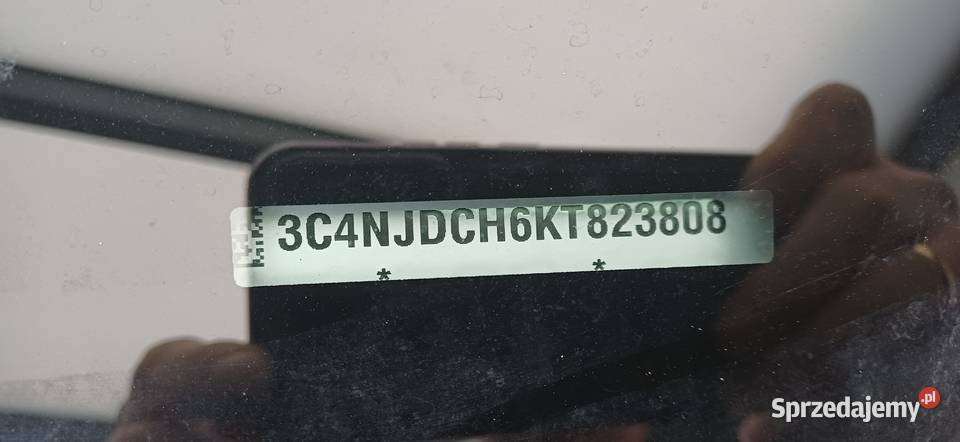 3C4NJDCH6KT823808
* *
Sprzedajemy.pl